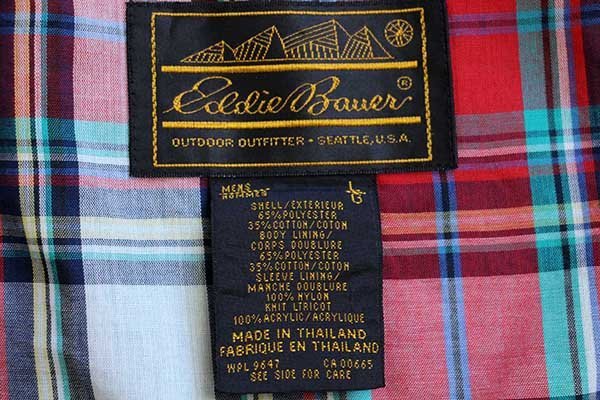 Eddie Bauer ®
OUTDOOR OUTFITTER - SEATTLE, U.S.A.
MENS L
HOMMES G
SHELL/EXTERIEUR
65% POLYESTER
35% COTTON/COTON
BODY LINING/
CORPS DOUBLURE
65% POLYESTER
35% COTTON/COTON
SLEEVE LINING/
MANCHE DOUBLURE
100% NYLON
KNIT LTRICOT
100% ACRYLIC/ACRYLIQUE
MADE IN THAILAND
FABRIQUE EN THAILAND
WPL 9647 CA 00665
SEE SIDE FOR CARE